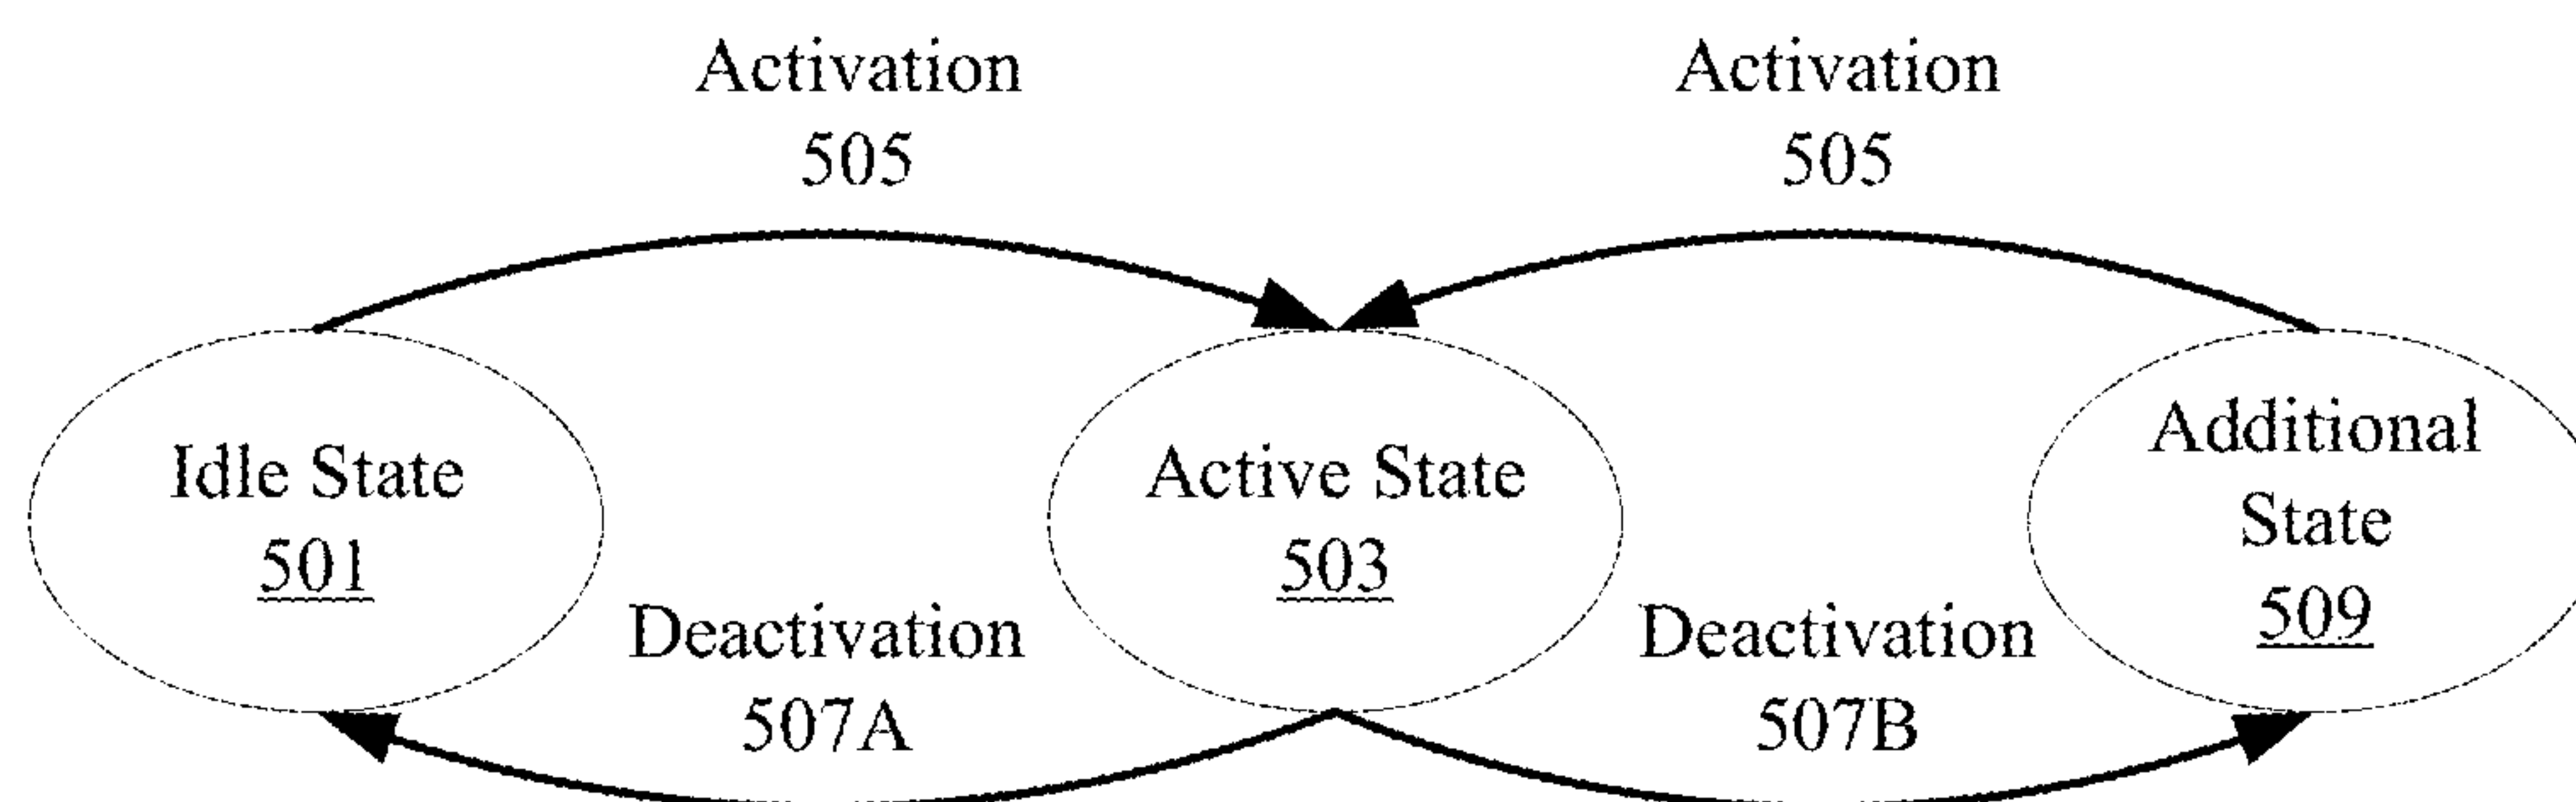 Activation
505
Activation
505
Idle State
501
Active State
503
Additional
State
509
Deactivation
507A
Deactivation
507B